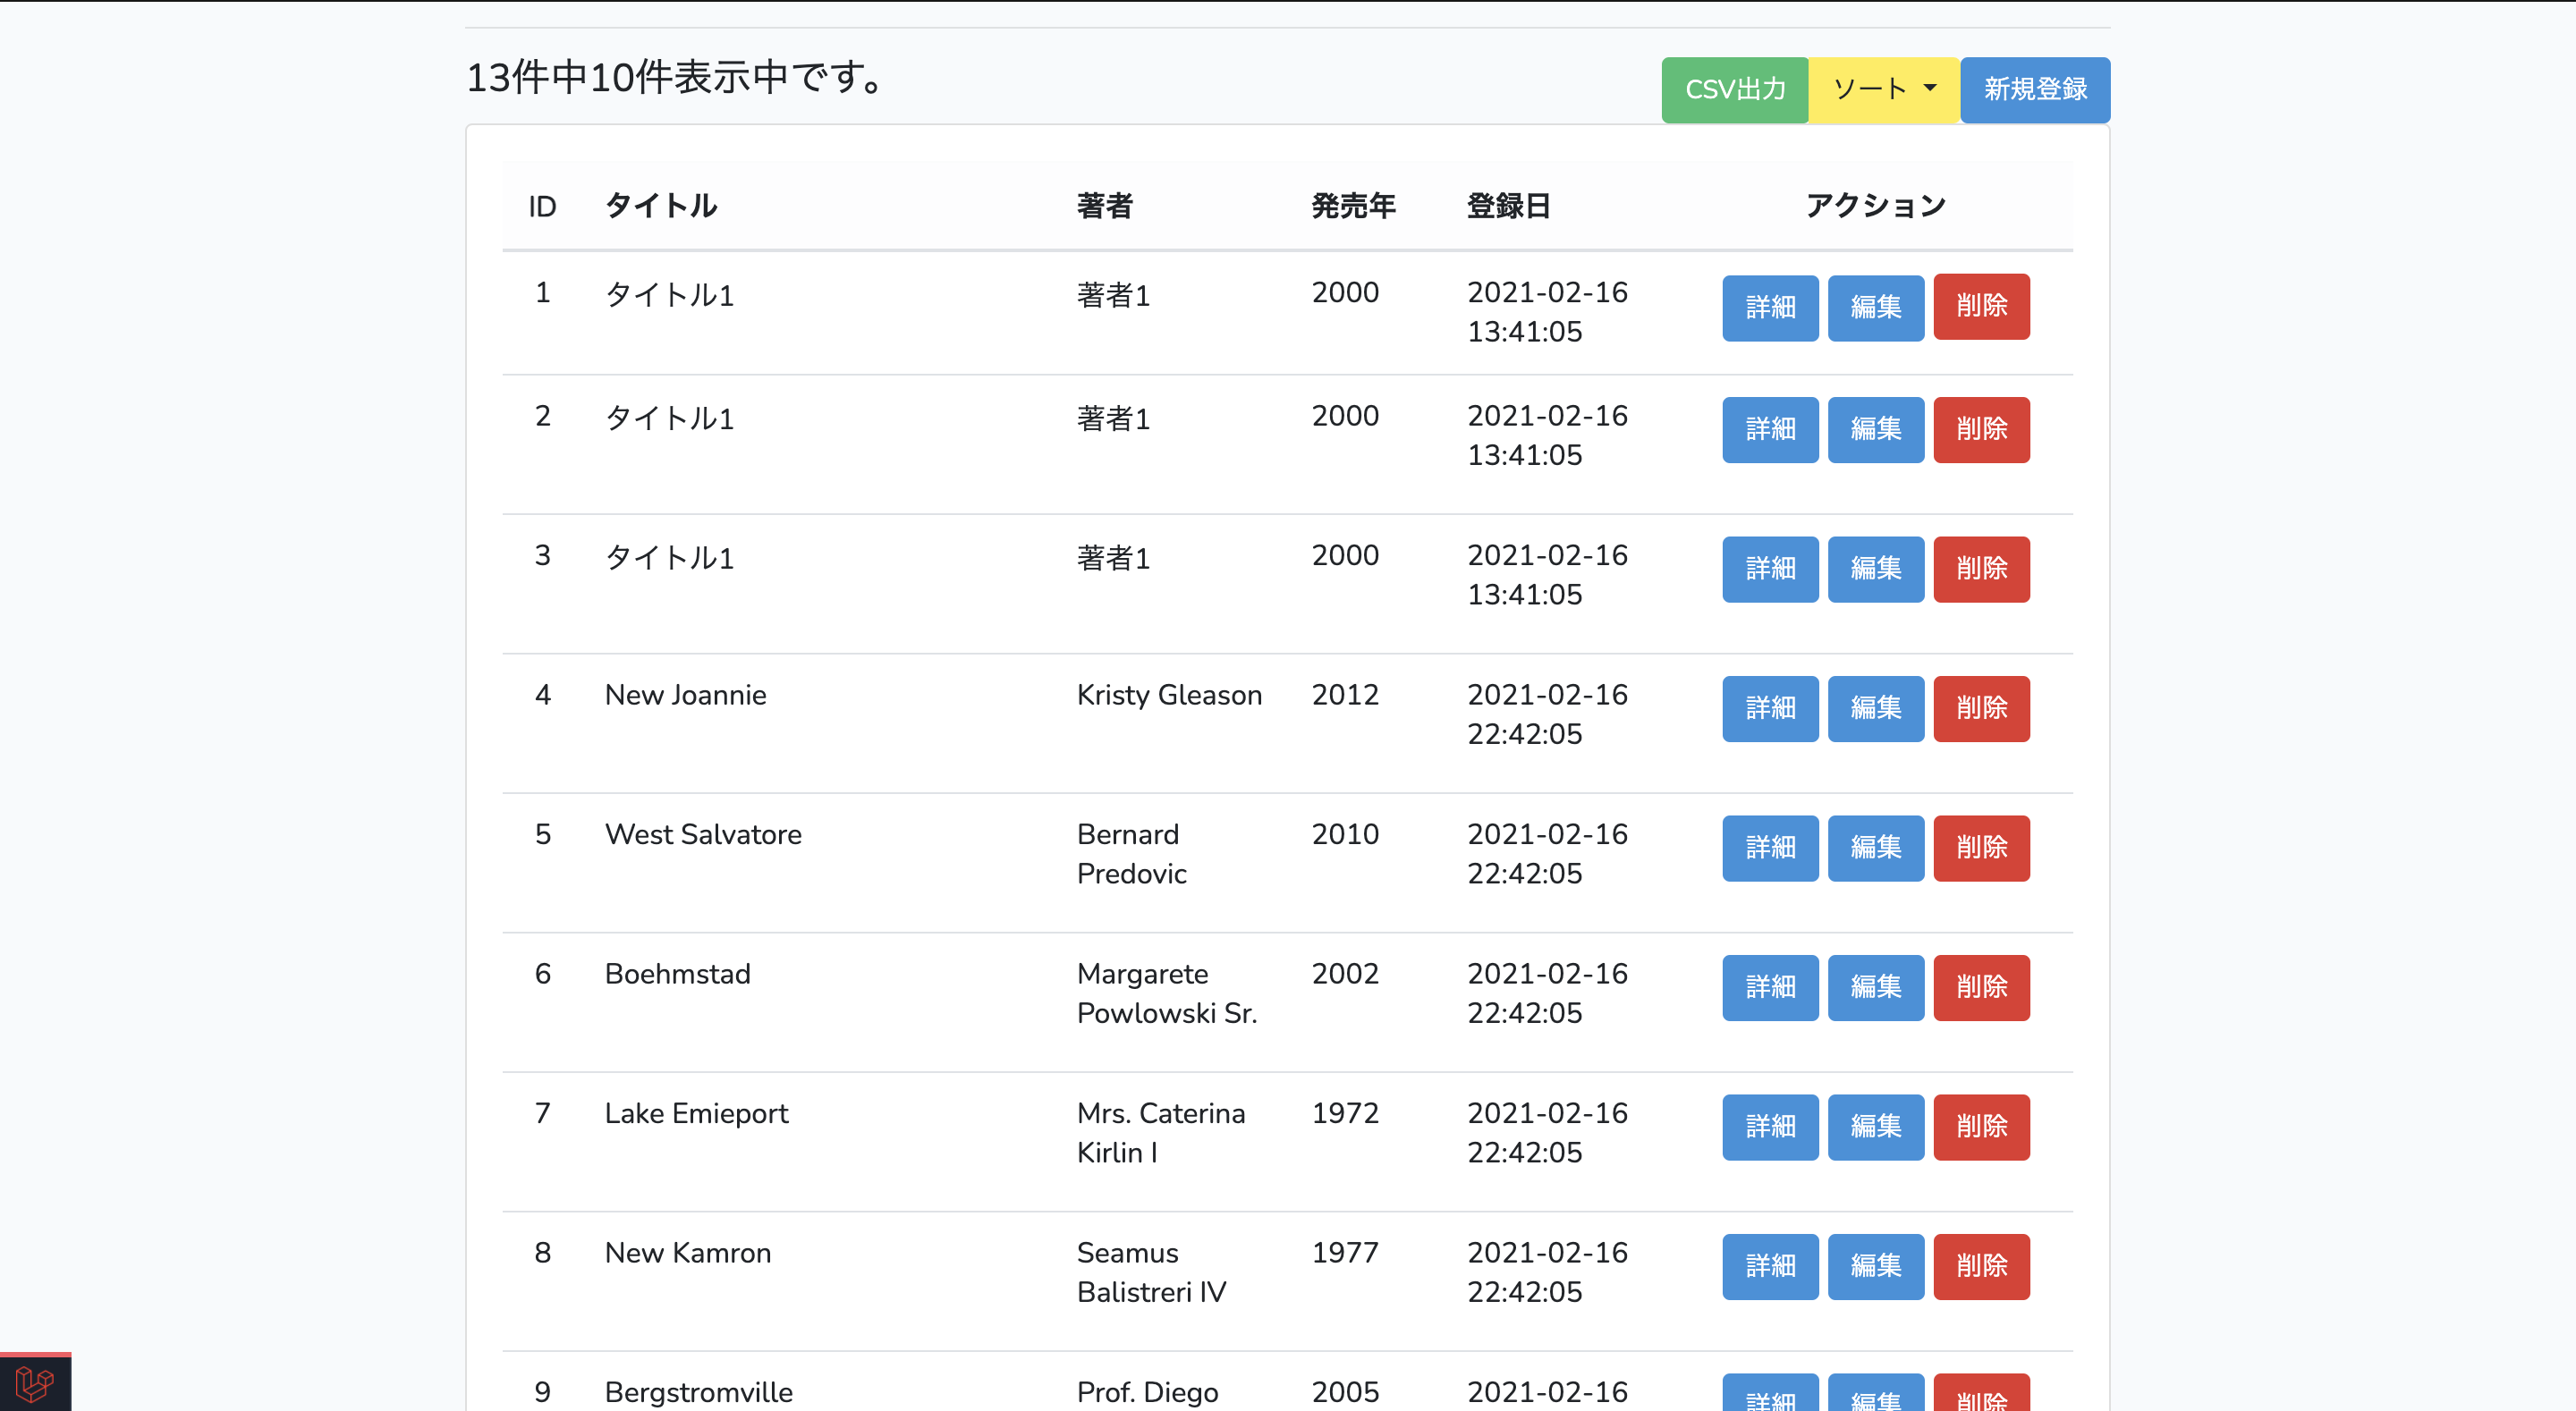 13件中10件表示中です。
CSV出力 ソート 新規登録
ID タイトル 著者 発売年 登録日 アクション
1 タイトル1 著者1 2000 2021-02-16 詳細 編集 削除
13:41:05
2 タイトル1 著者1 2000 2021-02-16 詳細 編集 削除
13:41:05
3 タイトル1 著者1 2000 2021-02-16 詳細 編集 削除
13:41:05
4 New Joannie Kristy Gleason 2012 2021-02-16 詳細 編集 削除
22:42:05
5 West Salvatore Bernard 2010 2021-02-16 詳細 編集 削除
Predovic 22:42:05
6 Boehmstad Margarete 2002 2021-02-16 詳細 編集 削除
Powlowski Sr. 22:42:05
7 Lake Emieport Mrs. Caterina 1972 2021-02-16 詳細 編集 削除
Kirlin I 22:42:05
8 New Kamron Seamus 1977 2021-02-16 詳細 編集 削除
Balistreri IV 22:42:05
9 Bergstromville Prof. Diego 2005 2021-02-16 詳細 編集 削除